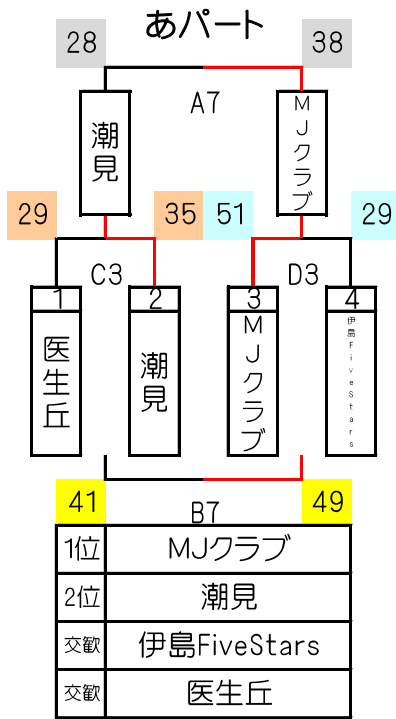 あパート
28 38
A7
潮見
MJクラブ
29 35 51 29
C3 D3
1 2 3 4
医生丘
潮見
MJクラブ
伊島FiveStars
41 49
B7
1位 MJクラブ
2位 潮見
交歓 伊島FiveStars
交歓 医生丘